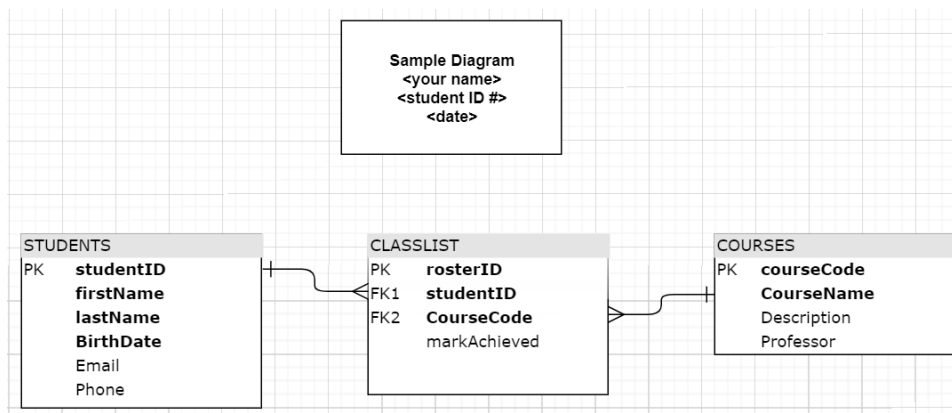 Sample Diagram
<your name>
<student ID #>
<date>
STUDENTS
PK studentID
firstName
lastName
BirthDate
Email
Phone
CLASSLIST
PK rosterID
FK1 studentID
FK2 CourseCode
markAchieved
COURSES
PK courseCode
CourseName
Description
Professor